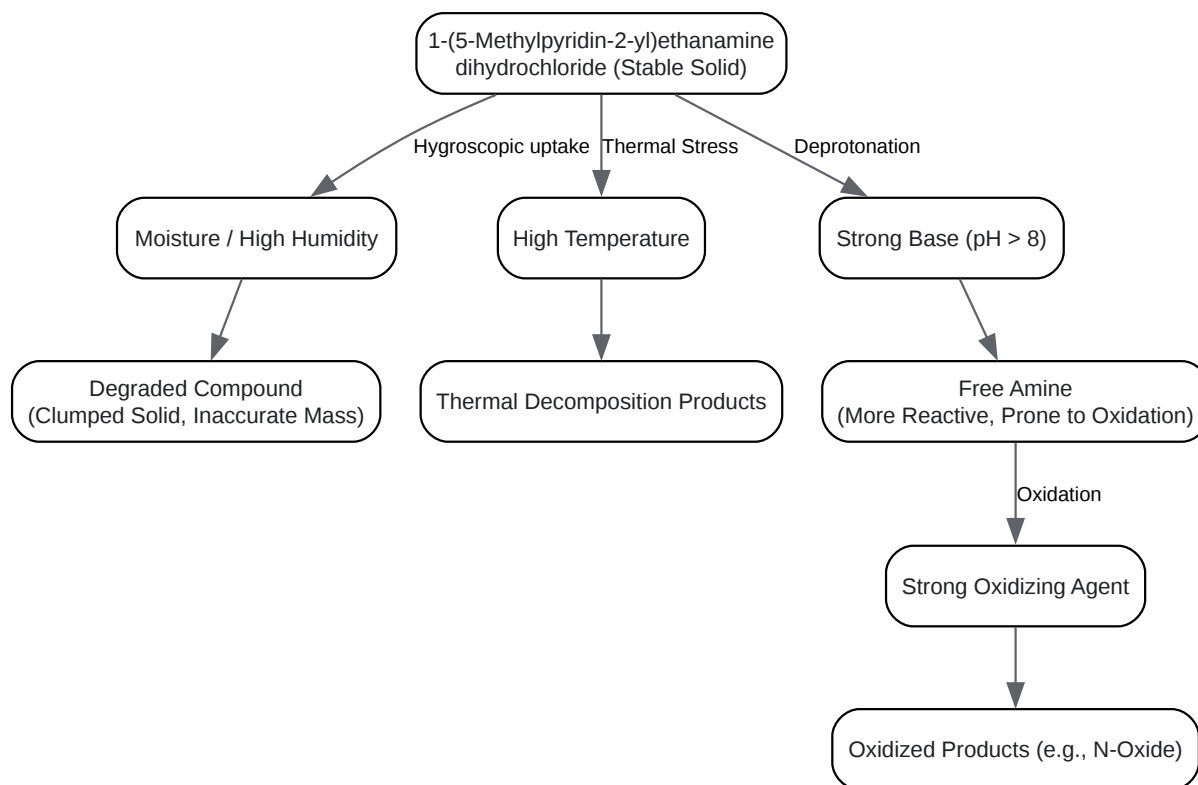 1-(5-Methylpyridin-2-yl)ethanamine
dihydrochloride (Stable Solid)
Hygroscopic uptake
Thermal Stress
Deprotonation
Moisture / High Humidity
High Temperature
Strong Base (pH > 8)
Degraded Compound
(Clumped Solid, Inaccurate Mass)
Thermal Decomposition Products
Free Amine
(More Reactive, Prone to Oxidation)
Oxidation
Strong Oxidizing Agent
Oxidized Products (e.g., N-Oxide)